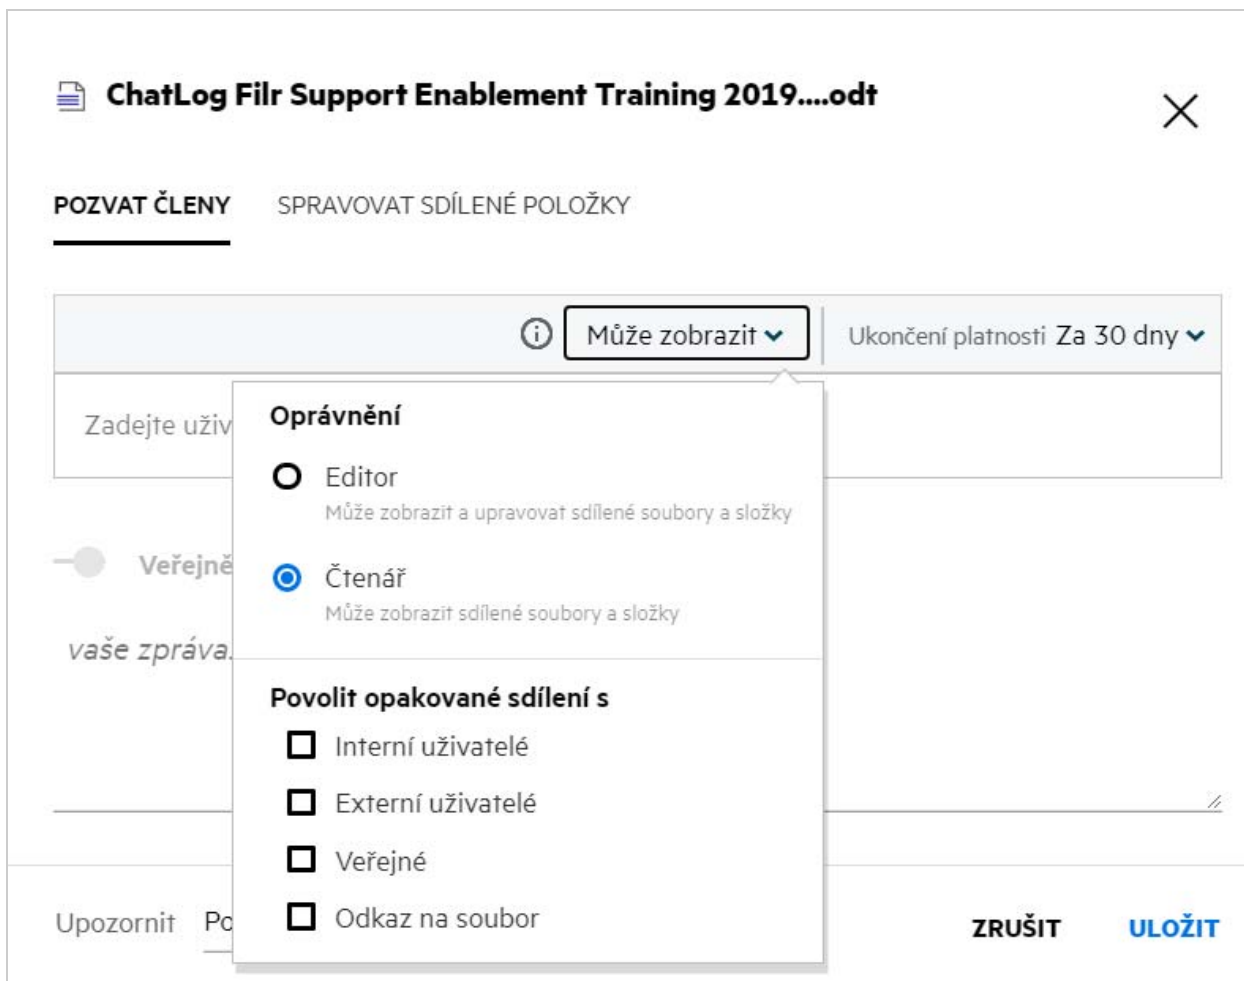 ChatLog Filr Support Enablement Training 2019....odt
POZVAT ČLENY SPRAVOVAT SDÍLENÉ POLOŽKY
Může zobrazit Ukončení platnosti Za 30 dny
Zadejte
Oprávnění
Editor
Může zobrazit a upravovat sdílené soubory a složky
Veřejně
Čtenář
Může zobrazit sdílené soubory a složky
vaše zpráva.
Povolit opakované sdílení s
Interní uživatelé
Externí uživatelé
Veřejné
Odkaz na soubor
Upozornit
ZRUŠIT ULOŽIT